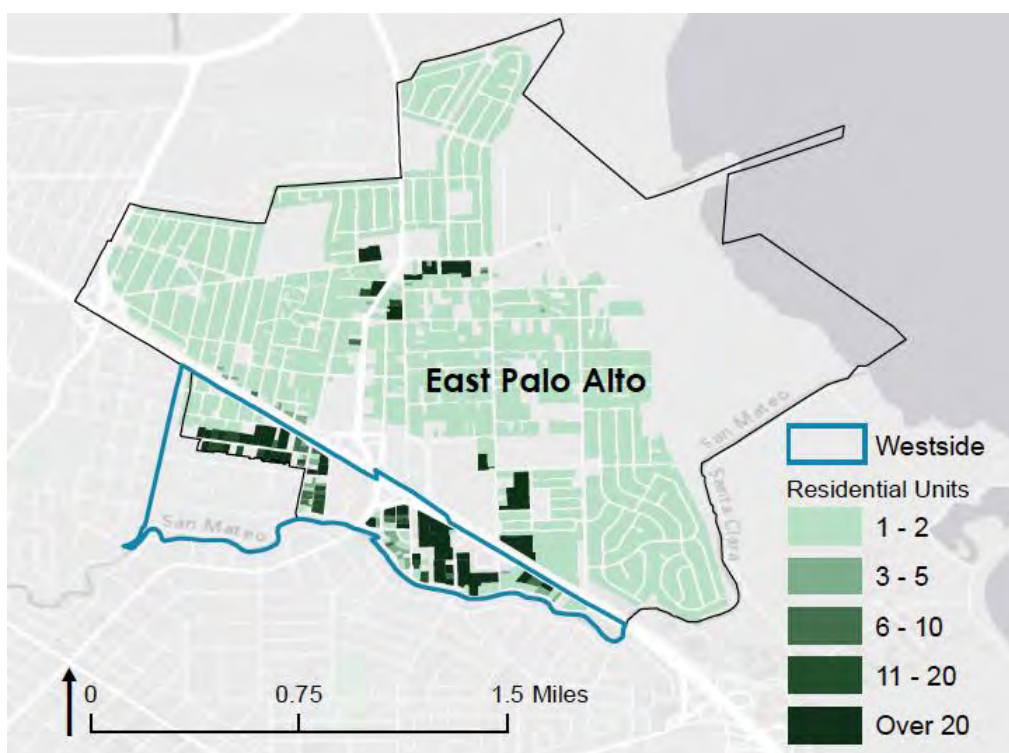 East Palo Alto
San Mateo
Santa Clara
San Mateo
Westside
Residential Units
1 - 2
3 - 5
6 - 10
11 - 20
Over 20
0 0.75 1.5 Miles